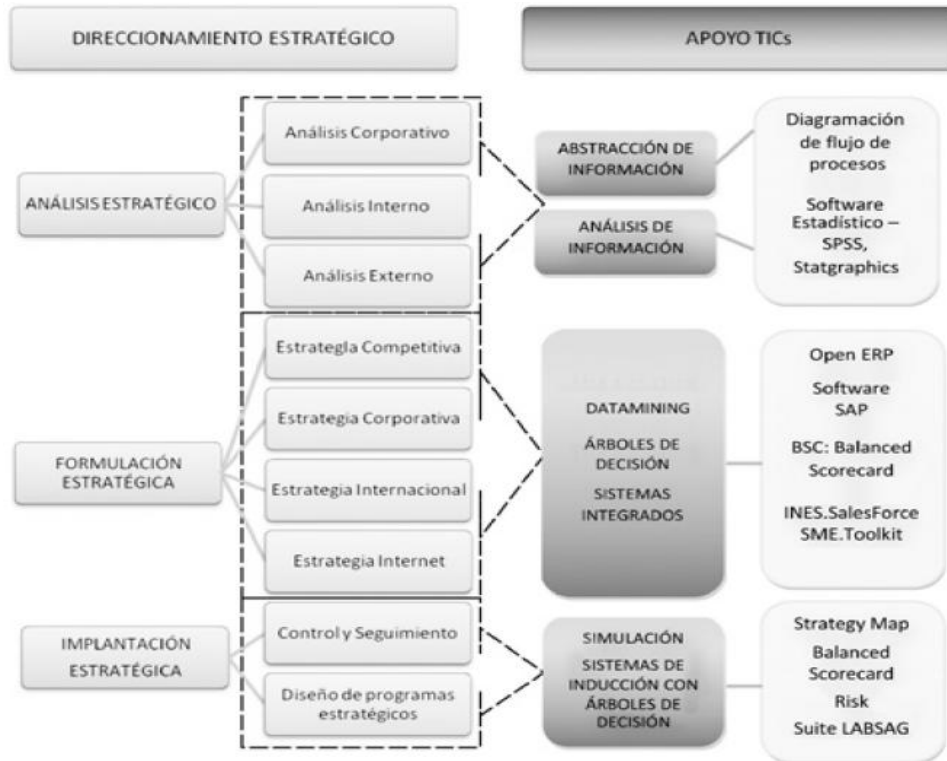 DIRECCIONAMIENTO ESTRATÉGICO
APOYO TICs
ANÁLISIS ESTRATÉGICO
Análisis Corporativo
Análisis Interno
Análisis Externo
ABSTRACCIÓN DE
INFORMACIÓN
ANÁLISIS DE
INFORMACIÓN
Diagramación
de flujo de
procesos
Software
Estadístico –
SPSS,
Statgraphics
FORMULACIÓN
ESTRATÉGICA
Estrategla Competitiva
Estrategia Corporativa
Estrategia Internacional
Estrategia Internet
DATAMINING
ÁRBOLES DE
DECISIÓN
SISTEMAS
INTEGRADOS
Open ERP
Software
SAP
BSC: Balanced
Scorecard
INES.SalesForce
SME.Toolkit
IMPLANTACIÓN
ESTRATÉGICA
Control y Seguimiento
Diseño de programas
estratégicos
SIMULACIÓN
SISTEMAS DE
INDUCCIÓN CON
ÁRBOLES DE
DECISIÓN
Strategy Map
Balanced
Scorecard
Risk
Suite LABSAG